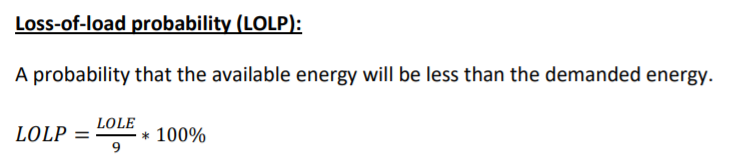 Loss-of-load probability (LOLP):
A probability that the available energy will be less than the demanded energy.
LOLP = LOLE/9 * 100%